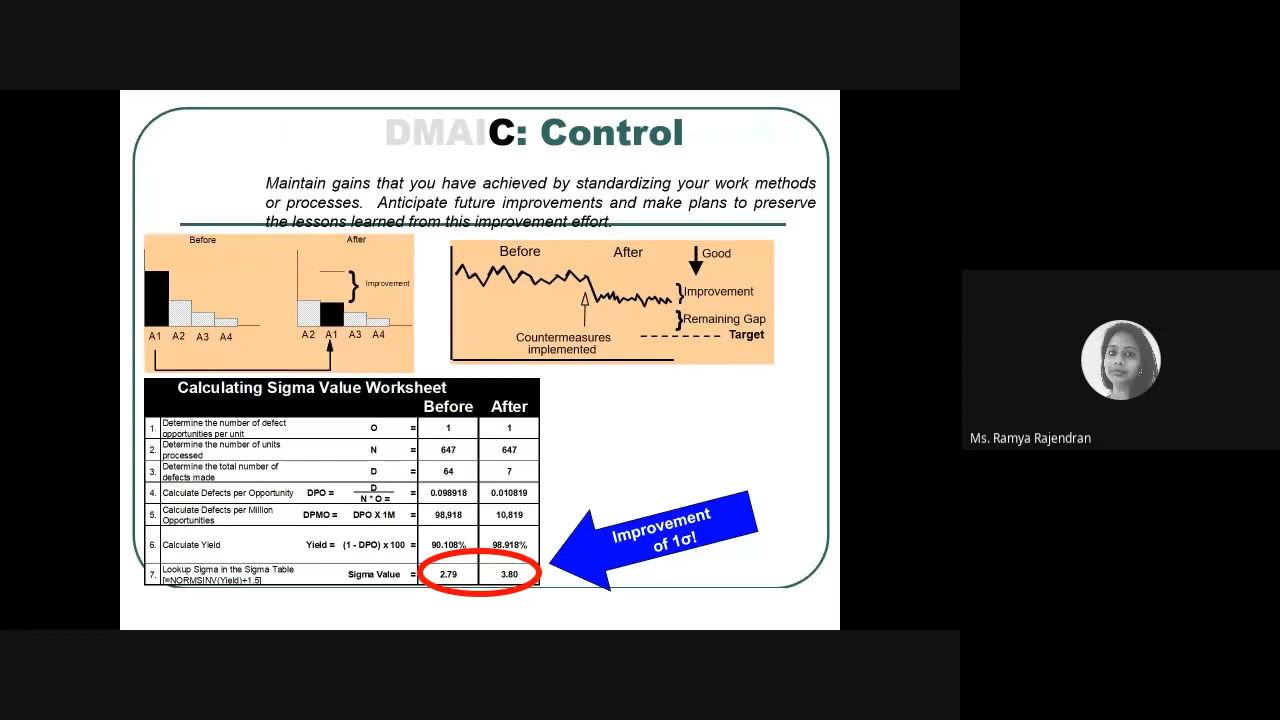 DMAIC: Control
Maintain gains that you have achieved by standardizing your work methods
or processes. Anticipate future improvements and make plans to preserve
the lessons learned from this improvement effort.
Before After
Improvement
A1 A2 A3 A4 A2 A1 A3 A4
Before After Good
Improvement
Remaining Gap
Target
Countermeasures
implemented
Calculating Sigma Value Worksheet
Before After
1. Determine the number of defect
opportunities per unit O = 1 1
2. Determine the number of units
processed N = 647 647
3. Determine the total number of
defects made D = 64 7
4. Calculate Defects per Opportunity DPO = D
N * O = = 0.098918 0.010819
5. Calculate Defects per Million
Opportunities DPMO = DPO X 1M = 98,918 10,819
6. Calculate Yield Yield = (1 - DPO) x 100 = 90.108% 98.918%
7. Lookup Sigma in the Sigma Table
[=NORMSINV(Yield)+1.5] Sigma Value = 2.79 3.80
Improvement
of 1σ!
Ms. Ramya Rajendran